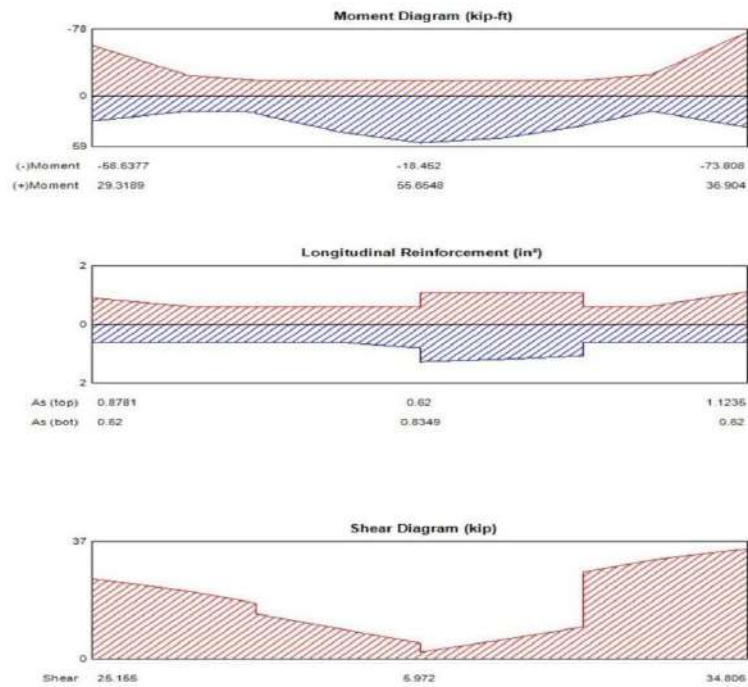 Moment Diagram (kip-ft)
-78
0
59
(-)Moment -58.6377 -18.452 -73.808
(+)Moment 29.3189 55.6548 36.904
Longitudinal Reinforcement (in²)
2
0
2
As (top) 0.8781 0.62 1.1235
As (bot) 0.62 0.8349 0.62
Shear Diagram (kip)
37
0
Shear 25.155 5.972 34.806